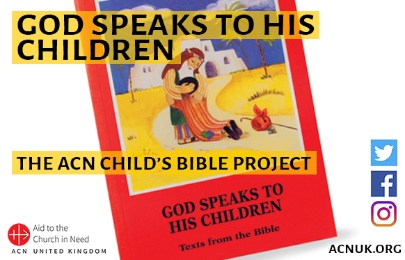 GOD SPEAKS TO HIS
CHILDREN
THE ACN CHILD'S BIBLE PROJECT
GOD SPEAKS TO
HIS CHILDREN
Texts from the Bible
Aid to the
Church in Need
ACN UNITED KINGDOM
ACNUK.ORG